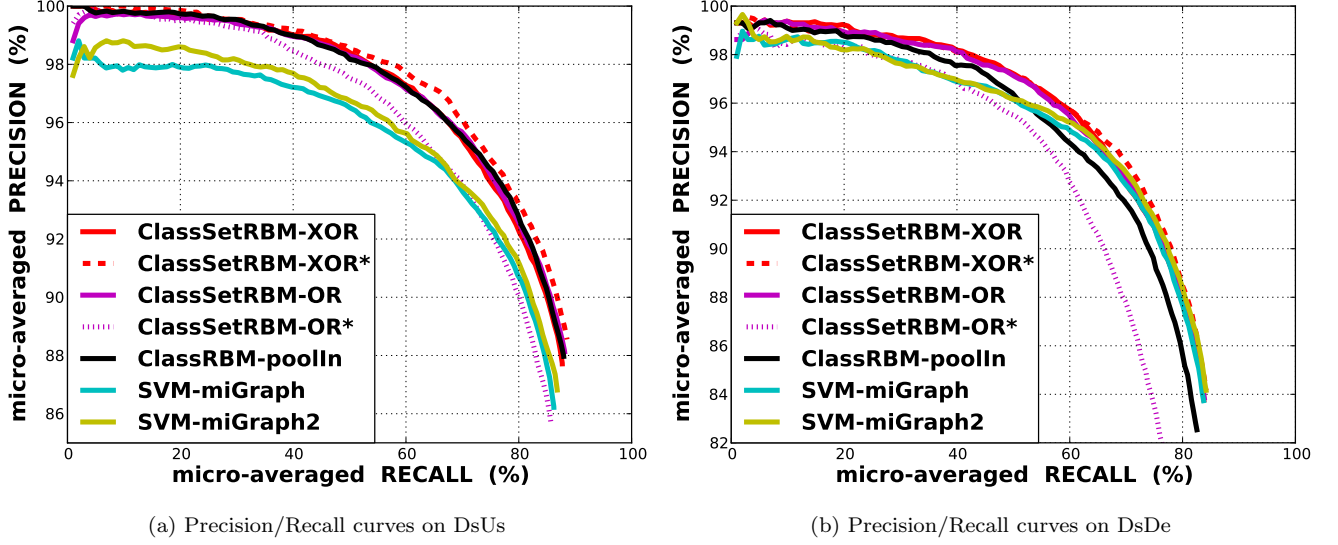 100
98
96
94
92
90
88
86
0
20
40
60
80
100
micro-averaged PRECISION (%)
micro-averaged RECALL (%)
ClassSetRBM-XOR
ClassSetRBM-XOR*
ClassSetRBM-OR
ClassSetRBM-OR*
ClassRBM-poolIn
SVM-miGraph
SVM-miGraph2
(a) Precision/Recall curves on DsUs
100
98
96
94
92
90
88
86
84
82
0
20
40
60
80
100
micro-averaged PRECISION (%)
micro-averaged RECALL (%)
ClassSetRBM-XOR
ClassSetRBM-XOR*
ClassSetRBM-OR
ClassSetRBM-OR*
ClassRBM-poolIn
SVM-miGraph
SVM-miGraph2
(b) Precision/Recall curves on DsDe